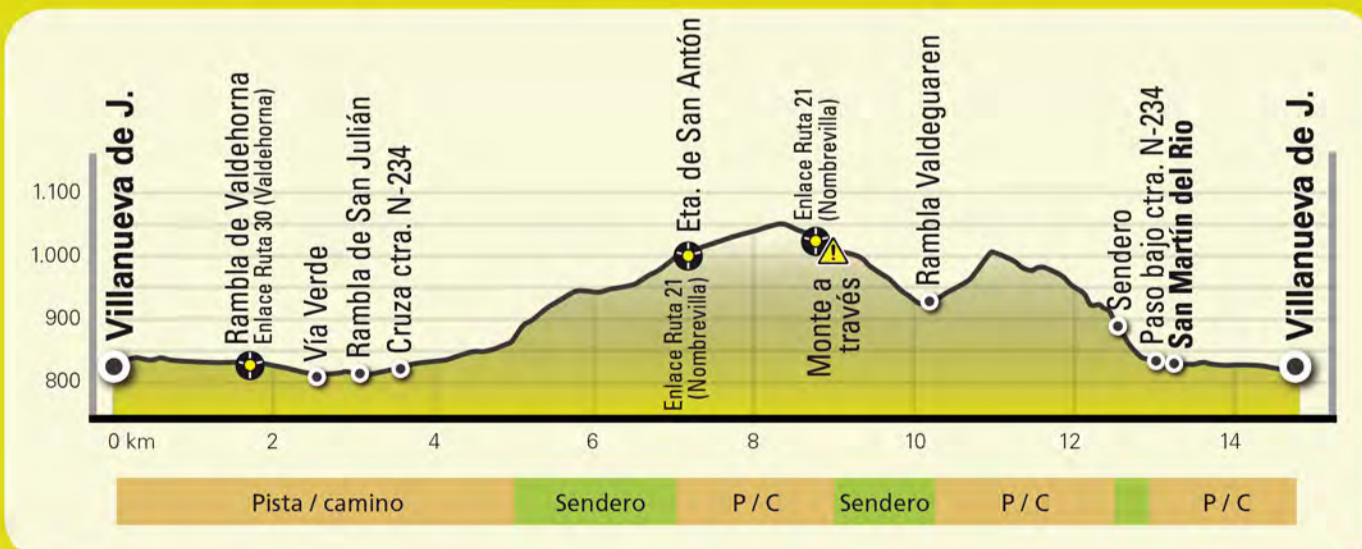 Villanueva de J.
Rambla de Valdehorna
Enlace Ruta 30 (Valdehorna)
Vía Verde
Rambla de San Julián
Cruza ctra. N-234
Eta. de San Antón
Enlace Ruta 21
(Nombrevilla)
Enlace Ruta 21
(Nombrevilla)
Monte a
través
Rambla Valdeguaren
Sendero
Paso bajo ctra. N-234
San Martín del Rio
Villanueva de J.
1.100
1.000
900
800
0 km 2 4 6 8 10 12 14
Pista / camino Sendero P / C Sendero P / C P / C